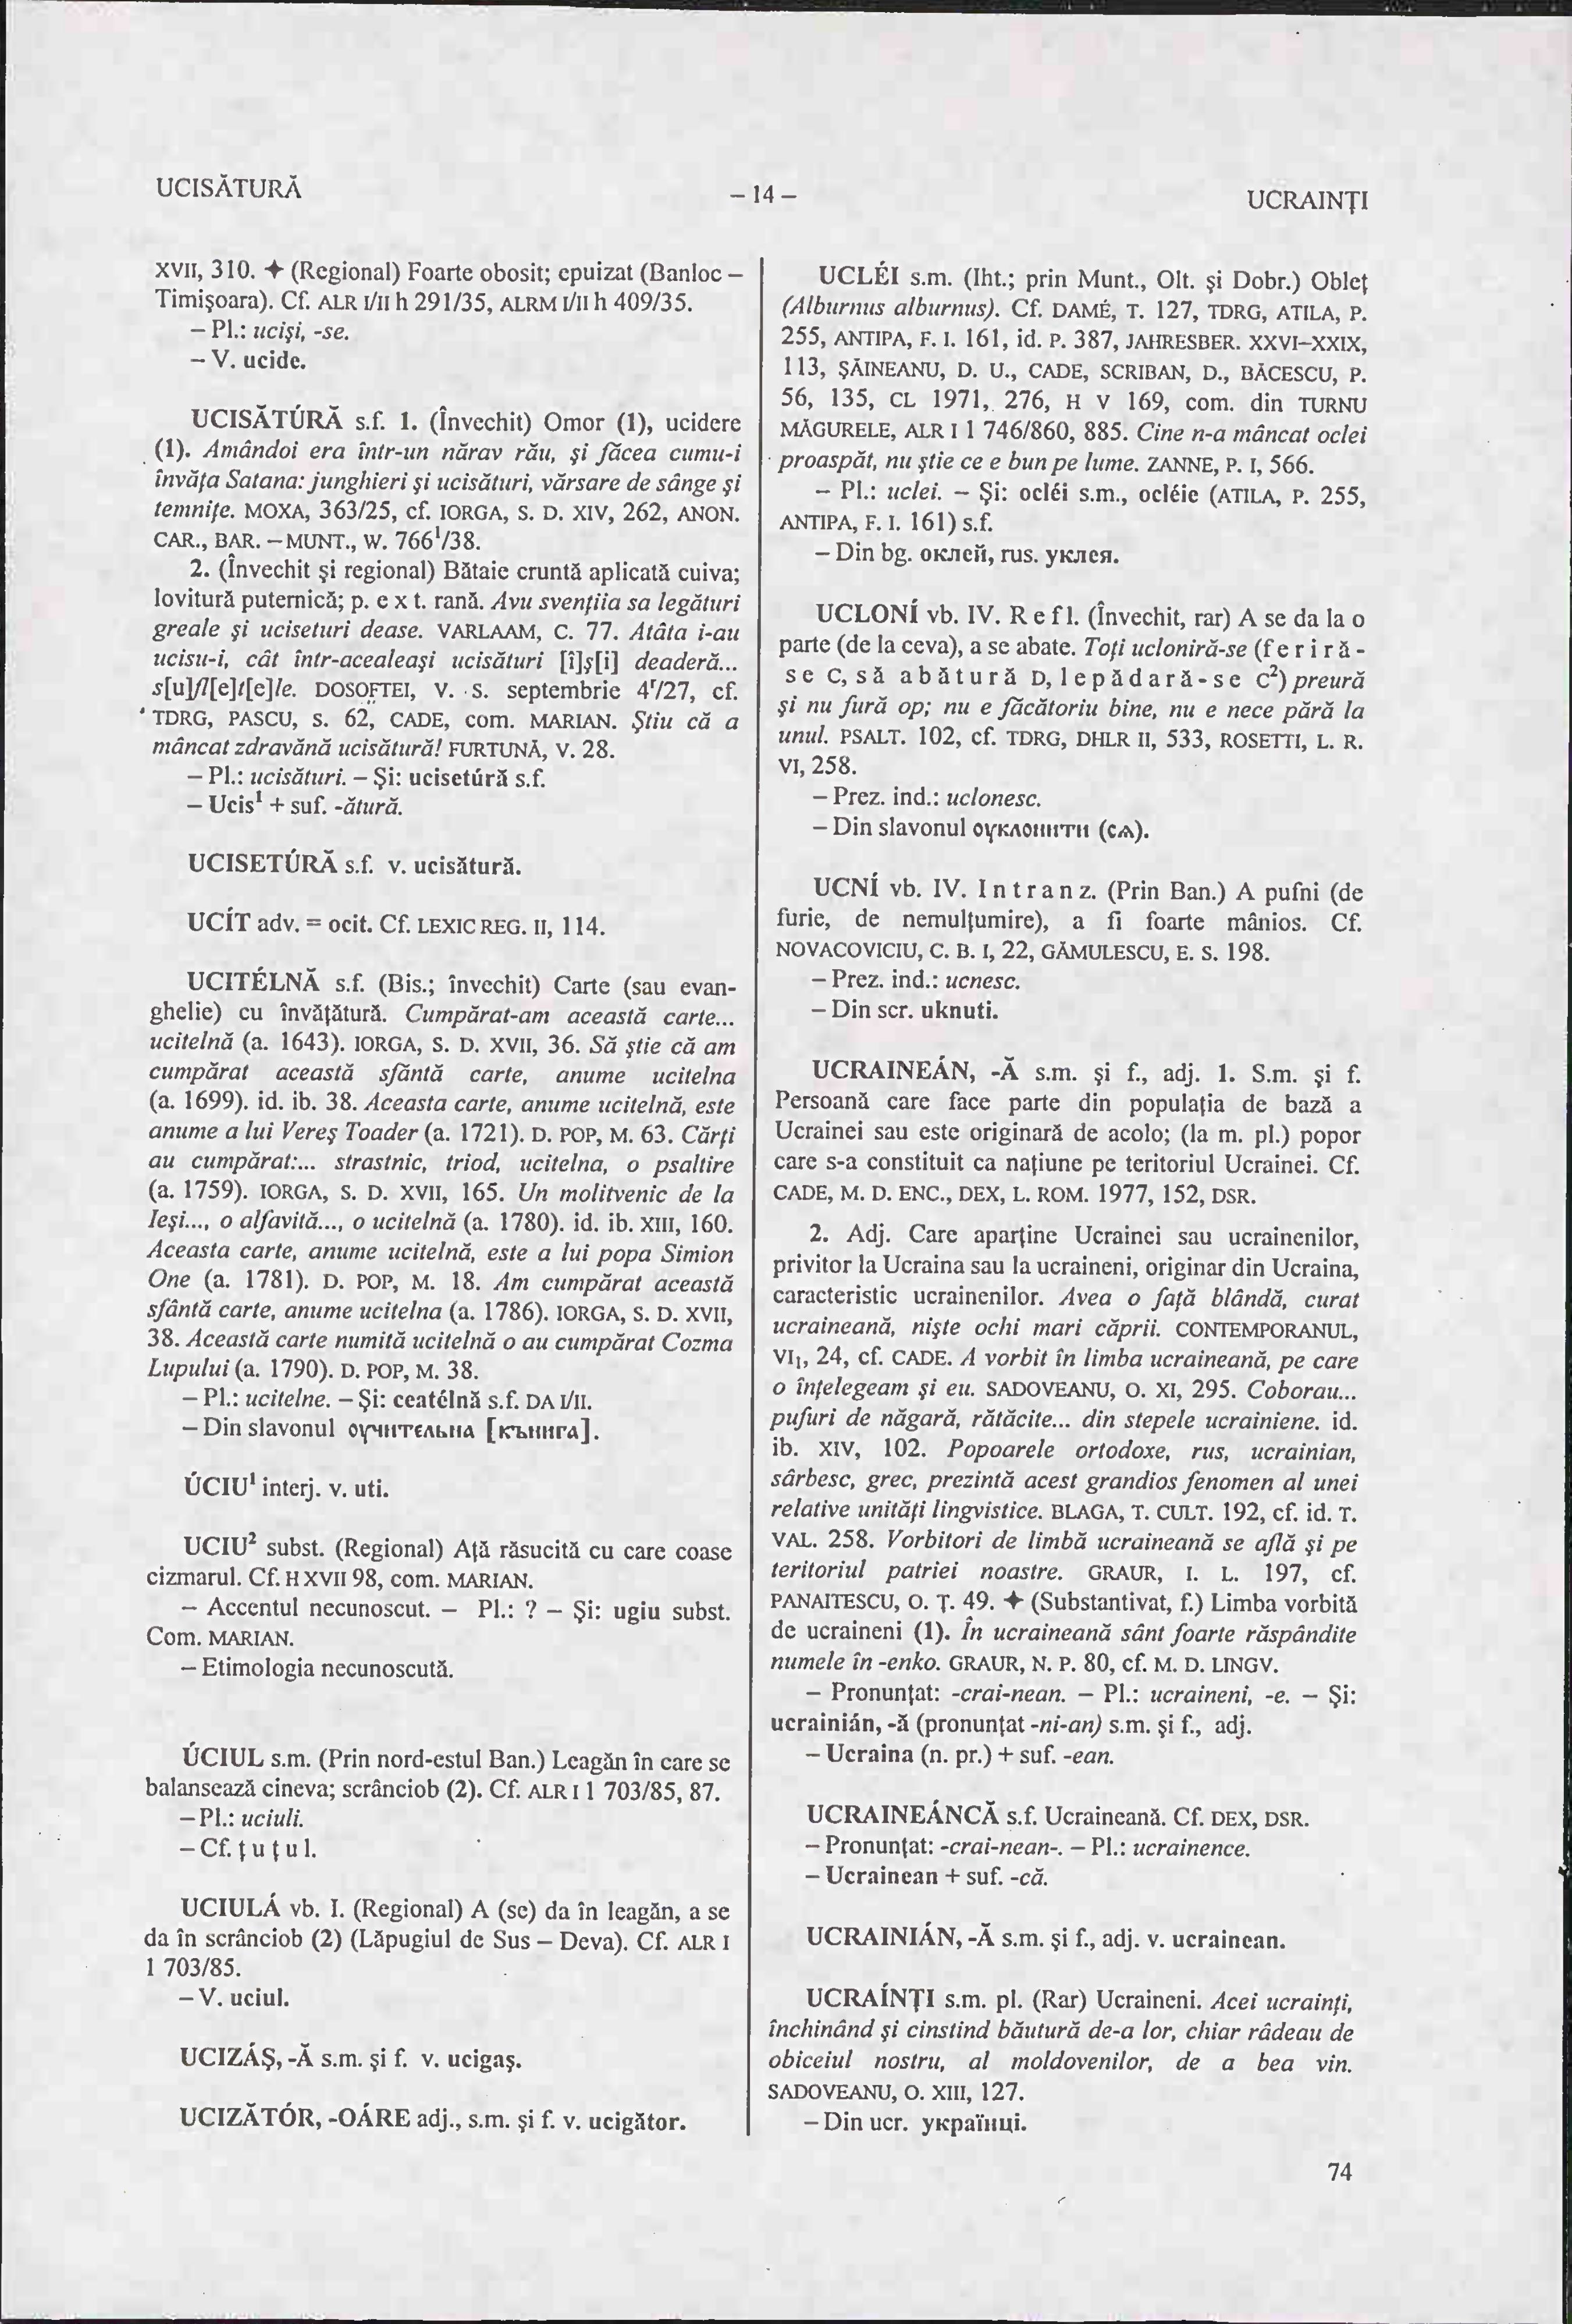 UCISĂTURĂ
– 14 –
UCRAINȚI
XVII, 310. ✦ (Regional) Foarte obosit; epuizat (Banloc –
Timişoara). Cf. ALR I/II h 291/35, ALRM I/II h 409/35.
– Pl.: ucişi, -se.
– V. ucide.
UCISĂTÚRĂ s.f. 1. (Învechit) Omor (1), ucidere
(1). Amândoi era într-un nărav rău, şi făcea cumu-i
învăţa Satana: junghieri şi ucisături, vărsare de sânge şi
temniţe. MOXA, 363/25, cf. IORGA, S. D. XIV, 262, ANON.
CAR., BAR. – MUNT., W. 766¹/38.
2. (Învechit şi regional) Bătaie cruntă aplicată cuiva;
lovitură puternică; p. e x t. rană. Avu svenţiia sa legături
greale şi uciseturi dease. VARLAAM, C. 77. Atâta i-au
ucisu-i, cât într-acealeaşi ucisături [î]ş[i] deaderă...
s[u]fl[e]t[e]le. DOSOFTEI, V. S. septembrie 4ʳ/27, cf.
TDRG, PASCU, S. 62, CADE, com. MARIAN. Ştiu că a
mâncat zdravănă ucisătură! FURTUNĂ, V. 28.
– Pl.: ucisături. – Şi: ucisetúră s.f.
– Ucis¹ + suf. -ătură.
UCISETÚRĂ s.f. v. ucisătură.
UCÍT adv. = ocit. Cf. LEXIC REG. II, 114.
UCITÉLNĂ s.f. (Bis.; învechit) Carte (sau evan-
ghelie) cu învăţătură. Cumpărat-am această carte...
ucitelnă (a. 1643). IORGA, S. D. XVII, 36. Să ştie că am
cumpărat această sfântă carte, anume ucitelna
(a. 1699). id. ib. 38. Aceasta carte, anume ucitelnă, este
anume a lui Vereş Toader (a. 1721). D. POP, M. 63. Cărţi
au cumpărat:... strastnic, triod, ucitelna, o psaltire
(a. 1759). IORGA, S. D. XVII, 165. Un molitvenic de la
Ieşi..., o alfavită..., o ucitelnă (a. 1780). id. ib. XIII, 160.
Aceasta carte, anume ucitelnă, este a lui popa Simion
One (a. 1781). D. POP, M. 18. Am cumpărat această
sfântă carte, anume ucitelna (a. 1786). IORGA, S. D. XVII,
38. Această carte numită ucitelnă o au cumpărat Cozma
Lupului (a. 1790). D. POP, M. 38.
– Pl.: ucitelne. – Şi: ceatélnă s.f. DA I/II.
– Din slavonul оучителъна [кънига].
ÚCIU¹ interj. v. uti.
UCIU² subst. (Regional) Aţă răsucită cu care coase
cizmarul. Cf. H XVII 98, com. MARIAN.
– Accentul necunoscut. – Pl.: ? – Şi: ugiu subst.
Com. MARIAN.
– Etimologia necunoscută.
ÚCIUL s.m. (Prin nord-estul Ban.) Leagăn în care se
balansează cineva; scrânciob (2). Cf. ALR I 1 703/85, 87.
– Pl.: uciuli.
– Cf. ţ u ţ u l.
UCIULÁ vb. I. (Regional) A (se) da în leagăn, a se
da în scrânciob (2) (Lăpugiul de Sus – Deva). Cf. ALR I
1 703/85.
– V. uciul.
UCIZÁŞ, -Ă s.m. şi f. v. ucigaş.
UCIZĂTÓR, -OÁRE adj., s.m. şi f. v. ucigător.
UCLÉI s.m. (Iht.; prin Munt., Olt. şi Dobr.) Obleţ
(Alburnus alburnus). Cf. DAMÉ, T. 127, TDRG, ATILA, P.
255, ANTIPA, F. I. 161, id. P. 387, JAHRESBER. XXVI–XXIX,
113, ŞĂINEANU, D. U., CADE, SCRIBAN, D., BĂCESCU, P.
56, 135, CL 1971, 276, H V 169, com. din TURNU
MĂGURELE, ALR I 1 746/860, 885. Cine n-a mâncat oclei
proaspăt, nu ştie ce e bun pe lume. ZANNE, P. I, 566.
– Pl.: uclei. – Şi: ocléi s.m., ocléie (ATILA, P. 255,
ANTIPA, F. I. 161) s.f.
– Din bg. оклей, rus. уклея.
UCLONÍ vb. IV. R e f l. (Învechit, rar) A se da la o
parte (de la ceva), a se abate. Toţi ucloniră-se (f e r i r ă -
s e C, s ă a b ă t u r ă D, l e p ă d a r ă - s e C²) preură
şi nu fură op; nu e făcătoriu bine, nu e nece pără la
unul. PSALT. 102, cf. TDRG, DHLR II, 533, ROSETTI, L. R.
VI, 258.
– Prez. ind.: uclonesc.
– Din slavonul оуклонити (сѧ).
UCNÍ vb. IV. I n t r a n z. (Prin Ban.) A pufni (de
furie, de nemulţumire), a fi foarte mânios. Cf.
NOVACOVICIU, C. B. I, 22, GĂMULESCU, E. S. 198.
– Prez. ind.: ucnesc.
– Din scr. uknuti.
UCRAINEÁN, -Ă s.m. şi f., adj. 1. S.m. şi f.
Persoană care face parte din populaţia de bază a
Ucrainei sau este originară de acolo; (la m. pl.) popor
care s-a constituit ca naţiune pe teritoriul Ucrainei. Cf.
CADE, M. D. ENC., DEX, L. ROM. 1977, 152, DSR.
2. Adj. Care aparţine Ucrainei sau ucrainenilor,
privitor la Ucraina sau la ucraineni, originar din Ucraina,
caracteristic ucrainenilor. Avea o faţă blândă, curat
ucraineană, nişte ochi mari căprii. CONTEMPORANUL,
VI₁, 24, cf. CADE. A vorbit în limba ucraineană, pe care
o înţelegeam şi eu. SADOVEANU, O. XI, 295. Coborau...
pufuri de năgară, rătăcite... din stepele ucrainiene. id.
ib. XIV, 102. Popoarele ortodoxe, rus, ucrainian,
sârbesc, grec, prezintă acest grandios fenomen al unei
relative unităţi lingvistice. BLAGA, T. CULT. 192, cf. id. T.
VAL. 258. Vorbitori de limbă ucraineană se află şi pe
teritoriul patriei noastre. GRAUR, I. L. 197, cf.
PANAITESCU, O. Ţ. 49. ✦ (Substantivat, f.) Limba vorbită
de ucraineni (1). În ucraineană sânt foarte răspândite
numele în -enko. GRAUR, N. P. 80, cf. M. D. LINGV.
– Pronunţat: -crai-nean. – Pl.: ucraineni, -e. – Şi:
ucrainián, -ă (pronunţat -ni-an) s.m. şi f., adj.
– Ucraina (n. pr.) + suf. -ean.
UCRAINEÁNCĂ s.f. Ucraineană. Cf. DEX, DSR.
– Pronunţat: -crai-nean-. – Pl.: ucrainence.
– Ucrainean + suf. -că.
UCRAINIÁN, -Ă s.m. şi f., adj. v. ucrainean.
UCRAÍNŢI s.m. pl. (Rar) Ucraineni. Acei ucrainţi,
închinând şi cinstind băutură de-a lor, chiar râdeau de
obiceiul nostru, al moldovenilor, de a bea vin.
SADOVEANU, O. XIII, 127.
– Din ucr. українці.
74